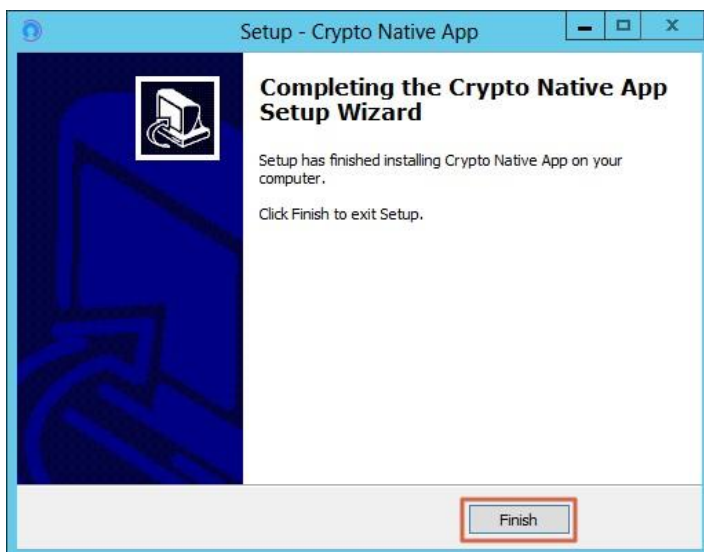 Setup - Crypto Native App
Completing the Crypto Native App
Setup Wizard
Setup has finished installing Crypto Native App on your
computer.
Click Finish to exit Setup.
Finish